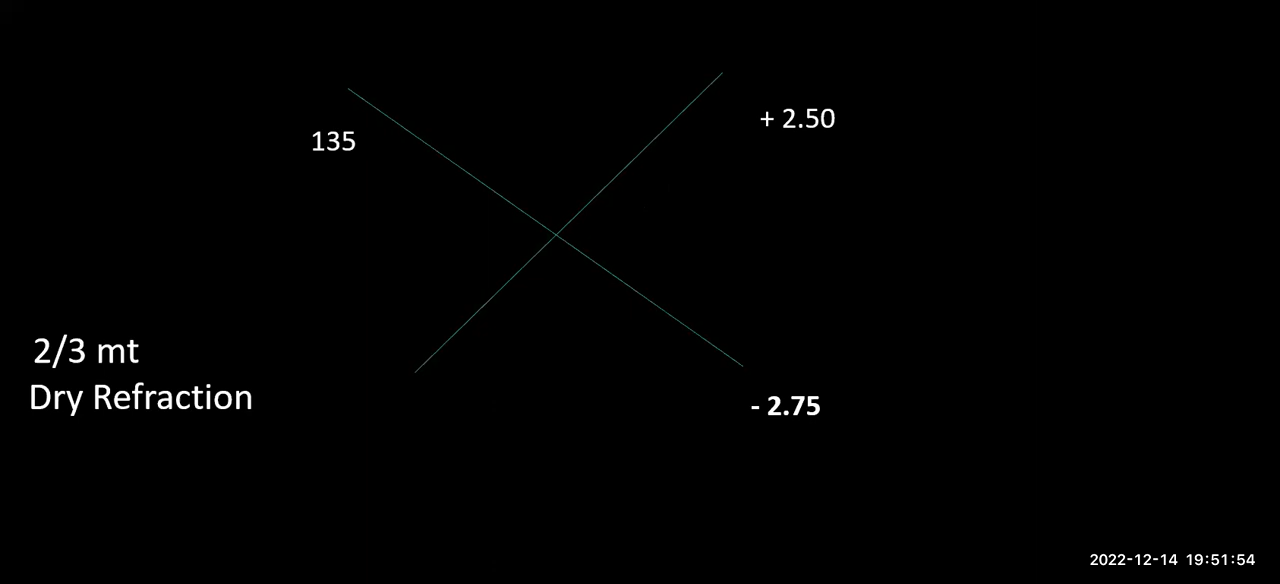 + 2.50
135
2/3 mt
Dry Refraction
- 2.75
2022-12-14 19:51:54